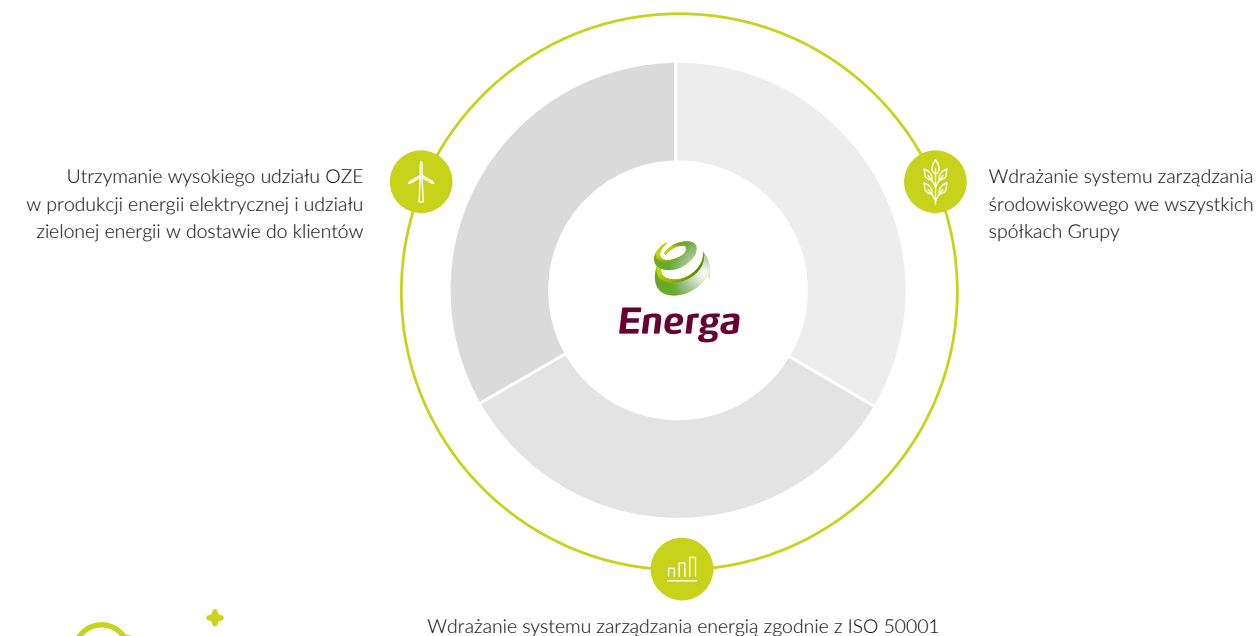 Utrzymanie wysokiego udziału OZE
w produkcji energii elektrycznej i udziału
zielonej energii w dostawie do klientów
Wdrażanie systemu zarządzania
środowiskowego we wszystkich
spółkach Grupy
Energa
Wdrażanie systemu zarządzania energią zgodnie z ISO 50001